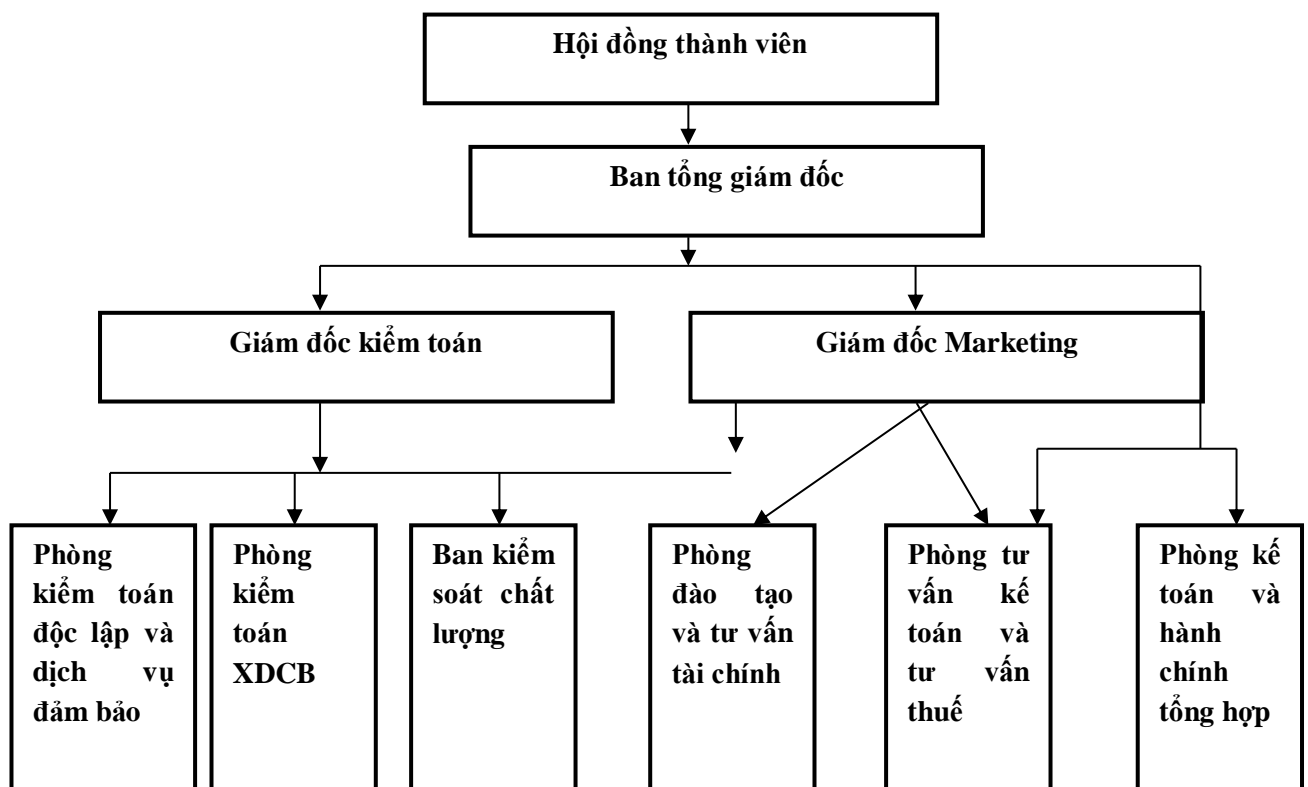 Hội đồng thành viên
Ban tổng giám đốc
Giám đốc kiểm toán
Giám đốc Marketing
Phòng
kiểm toán
độc lập và
dịch vụ
đảm bảo
Phòng
kiểm
toán
XDCB
Ban kiểm
soát chất
lượng
Phòng
đào tạo
và tư vấn
tài chính
Phòng tư
vấn kế
toán và
tư vấn
thuế
Phòng kế
toán và
hành
chính
tổng hợp